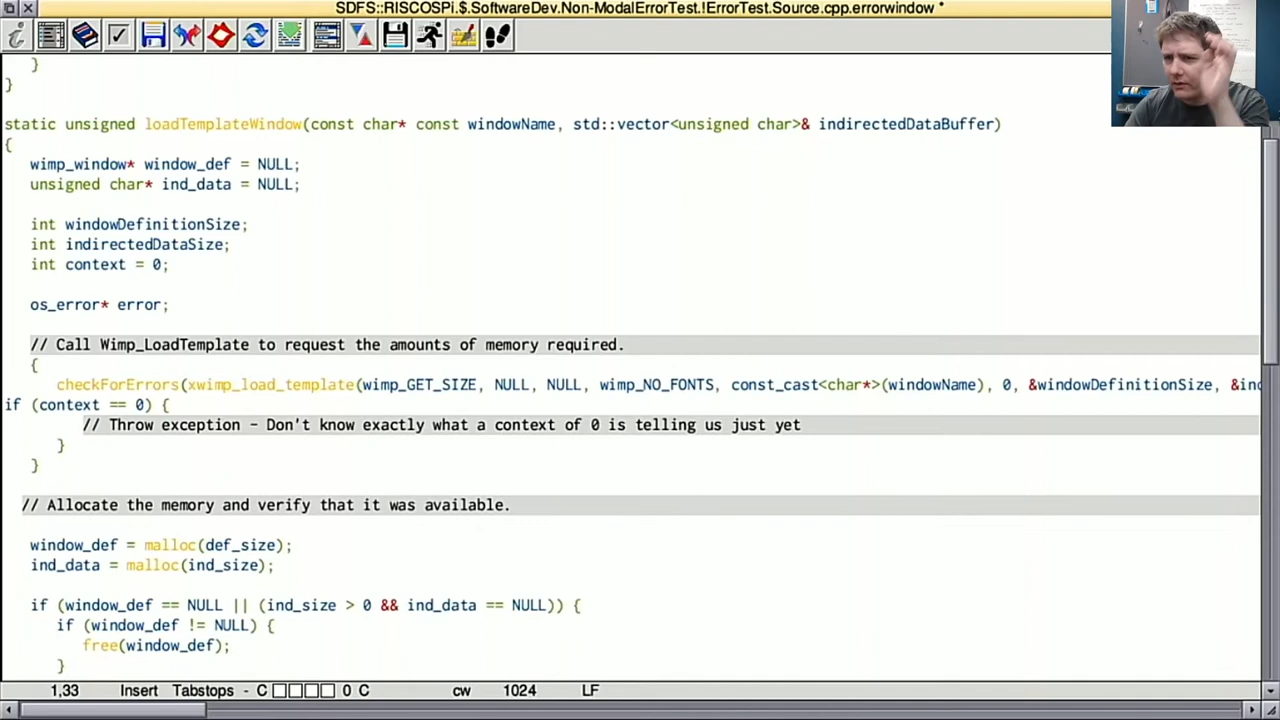 SDFS::RISCOSPi.$.SoftwareDev.Non-ModalErrorTest.!ErrorTest.Source.cpp.errorwindow *
}
}
static unsigned loadTemplateWindow(const char* const windowName, std::vector<unsigned char>& indirectedDataBuffer)
{
wimp_window* window_def = NULL;
unsigned char* ind_data = NULL;
int windowDefinitionSize;
int indirectedDataSize;
int context = 0;
os_error* error;
// Call Wimp_LoadTemplate to request the amounts of memory required.
{
checkForErrors(xwimp_load_template(wimp_GET_SIZE, NULL, NULL, wimp_NO_FONTS, const_cast<char*>(windowName), 0, &windowDefinitionSize, &ind
if (context == 0) {
// Throw exception - Don't know exactly what a context of 0 is telling us just yet
}
}
// Allocate the memory and verify that it was available.
window_def = malloc(def_size);
ind_data = malloc(ind_size);
if (window_def == NULL || (ind_size > 0 && ind_data == NULL)) {
if (window_def != NULL) {
free(window_def);
}
1,33 Insert Tabstops - C 0 C cw 1024 LF